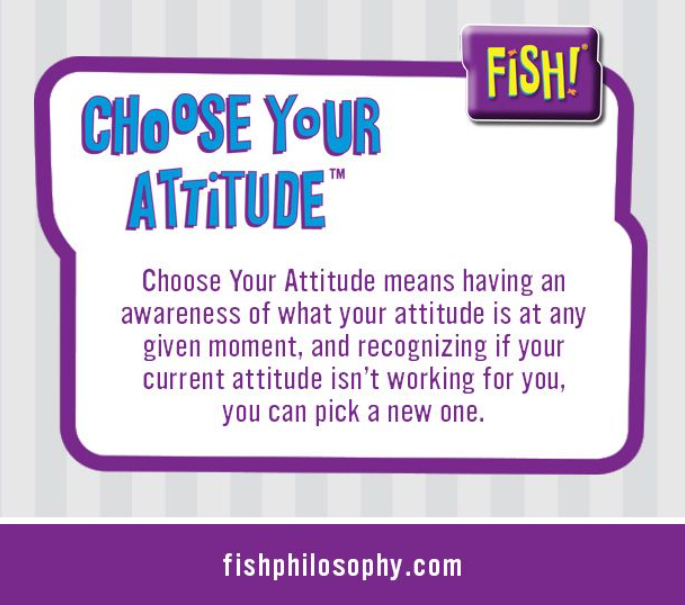 FiSH!®
CHOOSE YOUR
ATTiTUDE™
Choose Your Attitude means having an
awareness of what your attitude is at any
given moment, and recognizing if your
current attitude isn't working for you,
you can pick a new one.
fishphilosophy.com